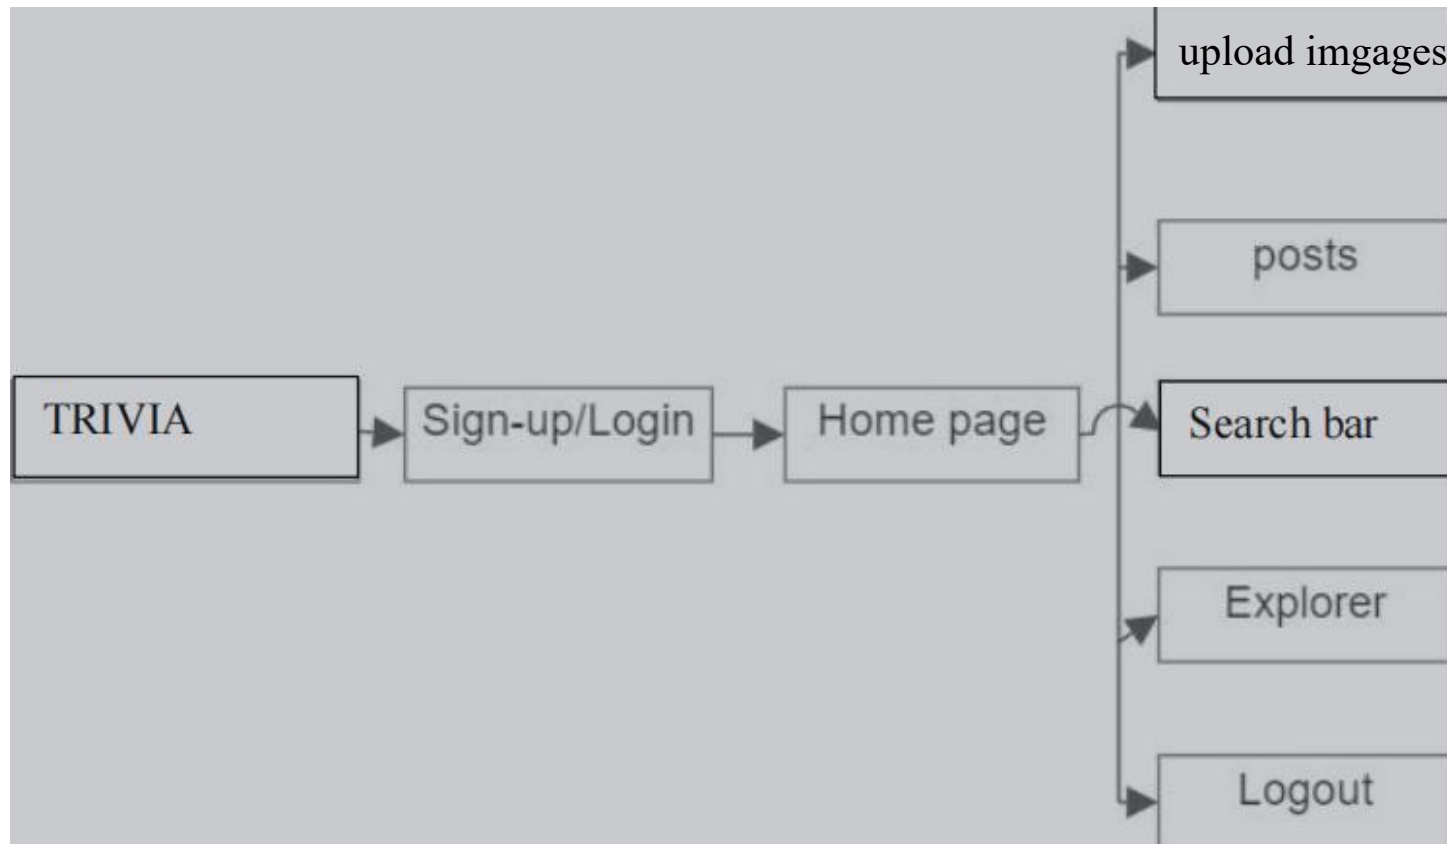 upload imgages
posts
TRIVIA
Sign-up/Login
Home page
Search bar
Explorer
Logout